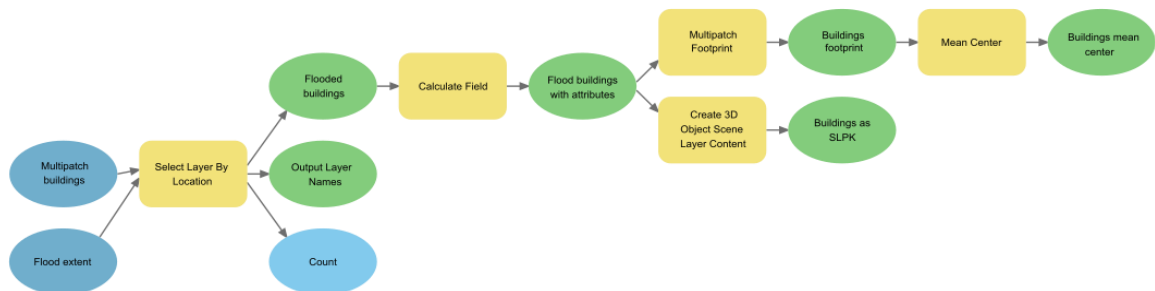 Multipatch
buildings
Flood extent
Select Layer By
Location
Flooded
buildings
Output Layer
Names
Count
Calculate Field
Flood buildings
with attributes
Multipatch
Footprint
Create 3D
Object Scene
Layer Content
Buildings
footprint
Buildings as
SLPK
Mean Center
Buildings mean
center